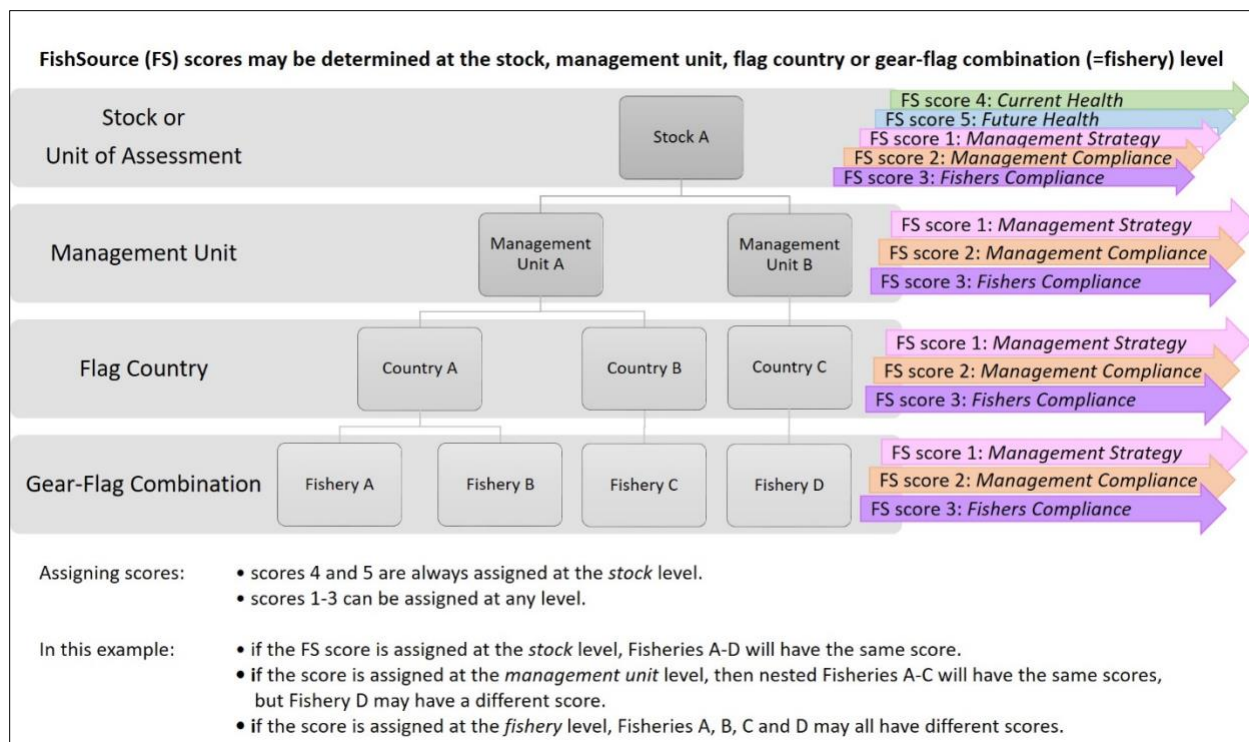 FishSource (FS) scores may be determined at the stock, management unit, flag country or gear-flag combination (=fishery) level
Stock or
Unit of Assessment
Stock A
FS score 4: Current Health
FS score 5: Future Health
FS score 1: Management Strategy
FS score 2: Management Compliance
FS score 3: Fishers Compliance
Management Unit
Management
Unit A
Management
Unit B
FS score 1: Management Strategy
FS score 2: Management Compliance
FS score 3: Fishers Compliance
Flag Country
Country A
Country B
Country C
FS score 1: Management Strategy
FS score 2: Management Compliance
FS score 3: Fishers Compliance
Gear-Flag Combination
Fishery A
Fishery B
Fishery C
Fishery D
FS score 1: Management Strategy
FS score 2: Management Compliance
FS score 3: Fishers Compliance
Assigning scores:
• scores 4 and 5 are always assigned at the stock level.
• scores 1-3 can be assigned at any level.
In this example:
• if the FS score is assigned at the stock level, Fisheries A-D will have the same score.
• if the score is assigned at the management unit level, then nested Fisheries A-C will have the same scores,
but Fishery D may have a different score.
• if the score is assigned at the fishery level, Fisheries A, B, C and D may all have different scores.